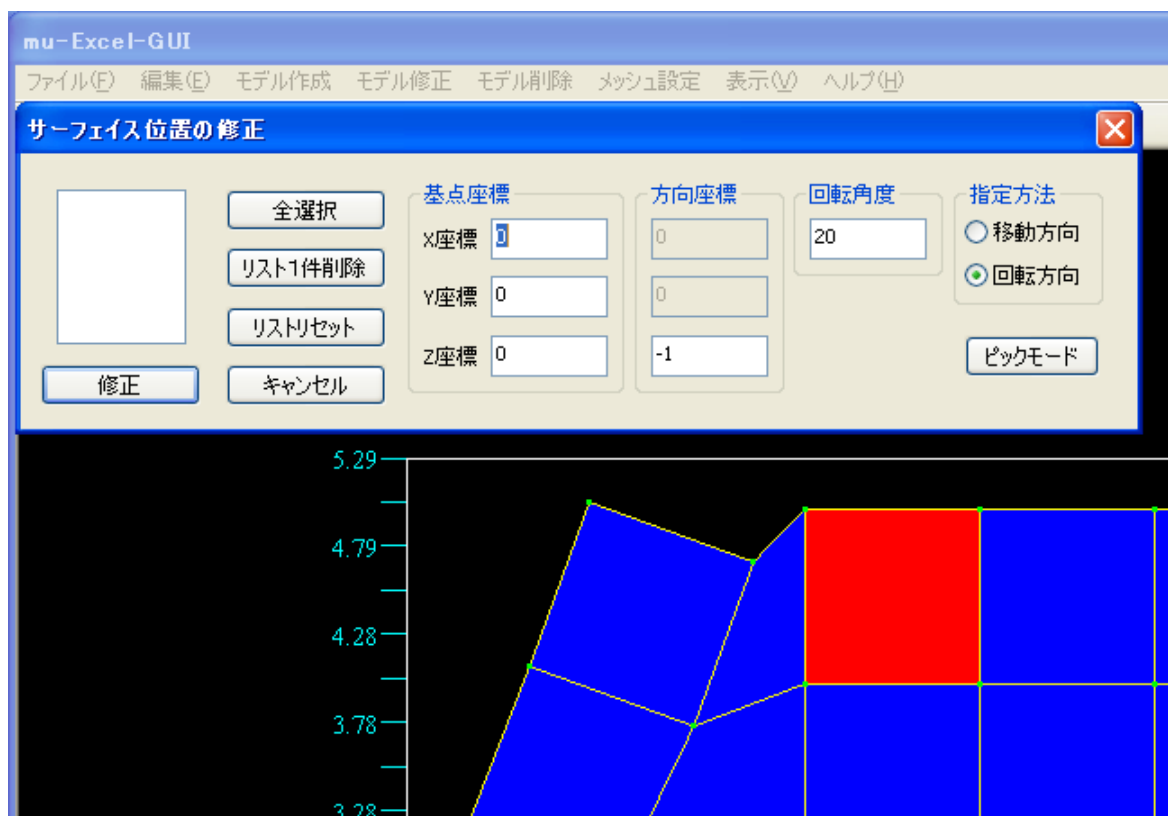 mu-Excel-GUI
ファイル(F) 編集(E) モデル作成 モデル修正 モデル削除 メッシュ設定 表示(V) ヘルプ(H)
サーフェイス位置の修正
全選択
リスト1件削除
リストリセット
修正
キャンセル
基点座標
X座標 0
Y座標 0
Z座標 0
方向座標
0
0
-1
回転角度
20
指定方法
移動方向
回転方向
ピックモード
5.29
4.79
4.28
3.78
3.28